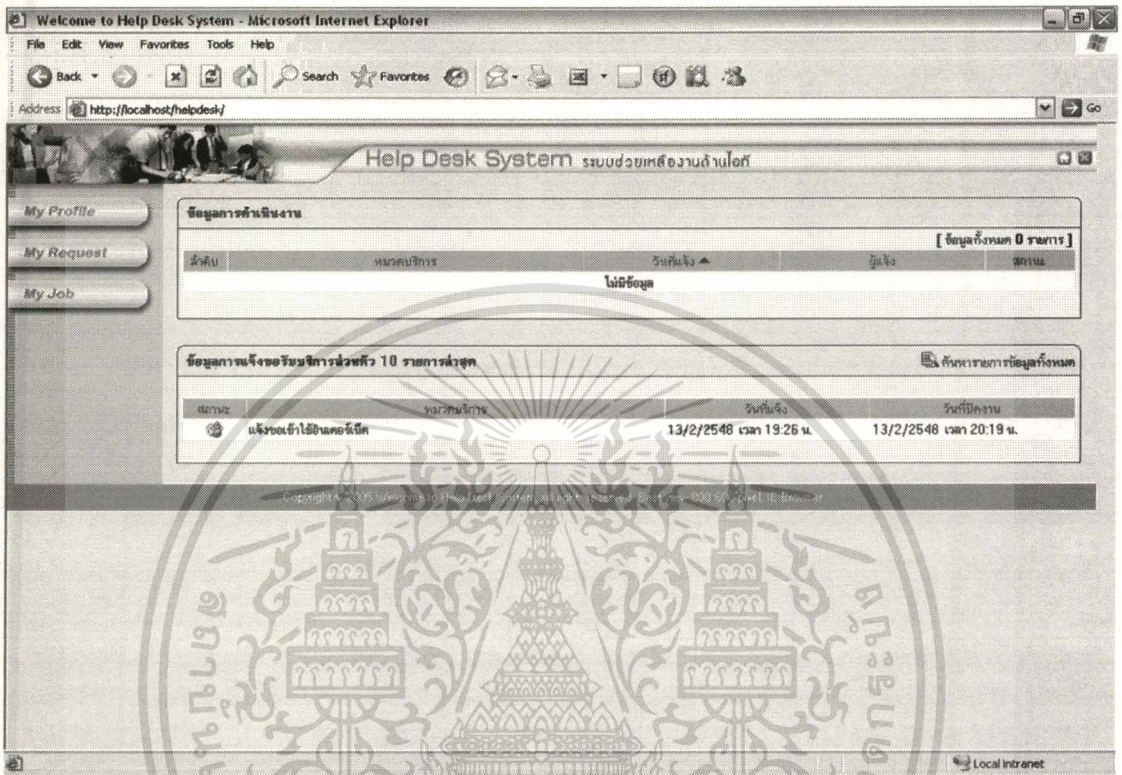 Welcome to Help Desk System - Microsoft Internet Explorer
File Edit View Favorites Tools Help
Back Search Favorites
Address http://localhost/helpdesk/ Go
Help Desk System ระบบช่วยเหลืองานด้านไอที
My Profile
My Request
My Job
ข้อมูลการดำเนินงาน
[ ข้อมูลทั้งหมด 0 รายการ ]
ลำดับ หมวดบริการ วันที่แจ้ง ผู้แจ้ง สถานะ
ไม่มีข้อมูล
ข้อมูลการแจ้งขอรับบริการส่วนตัว 10 รายการล่าสุด ค้นหารายการข้อมูลทั้งหมด
สถานะ หมวดบริการ วันที่แจ้ง วันที่ปิดงาน
แจ้งขอเข้าใช้อินเตอร์เน็ต 13/2/2548 เวลา 19:26 น. 13/2/2548 เวลา 20:19 น.
Copyright 2005 Welcome to Help Desk System
Local intranet